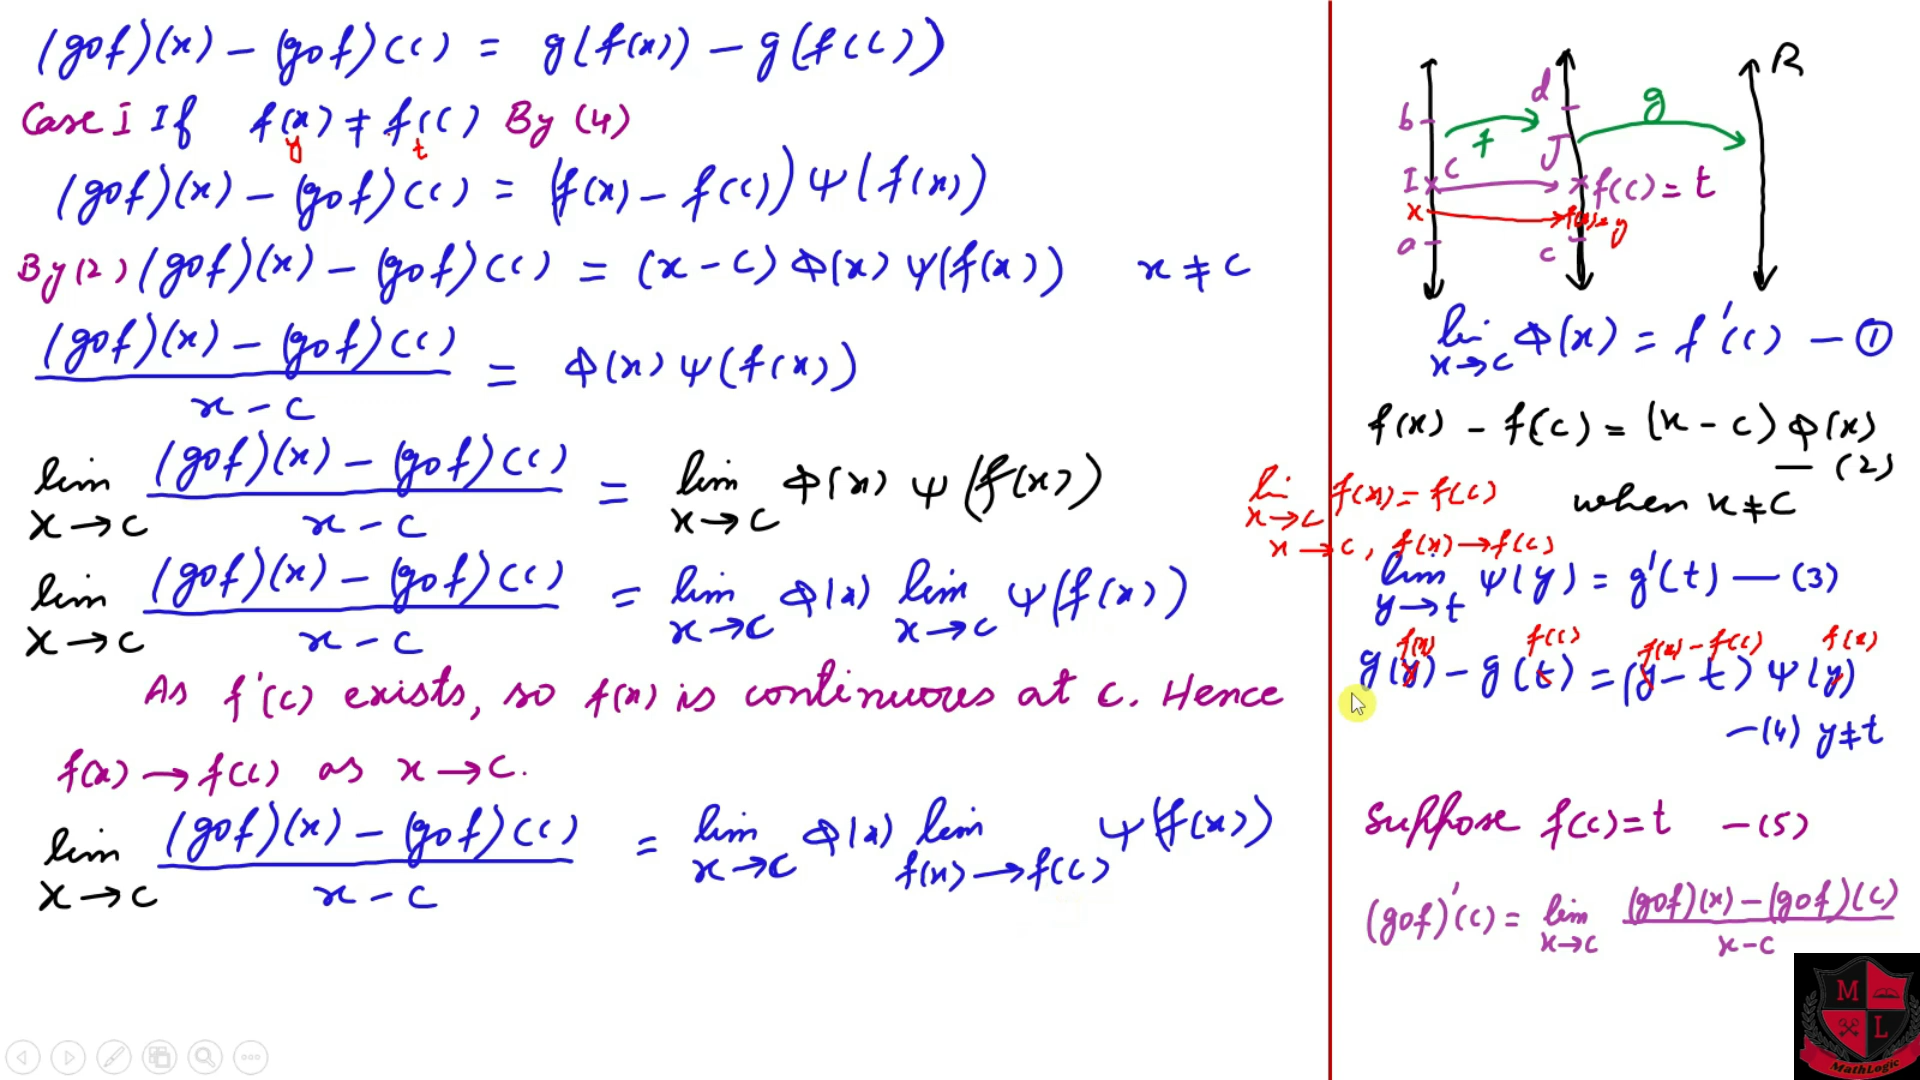 (gof)(x) - (gof)(c) = g(f(x)) - g(f(c))
Case I If f(x) ≠ f(c) By (4)
y t
(gof)(x) - (gof)(c) = (f(x) - f(c)) Ψ(f(x))
By (2) (gof)(x) - (gof)(c) = (x - c) Φ(x) Ψ(f(x)) x ≠ c
(gof)(x) - (gof)(c)
x - c
= Φ(x) Ψ(f(x))
lim x→c (gof)(x) - (gof)(c)
x - c
= lim x→c Φ(x) Ψ(f(x))
lim x→c (gof)(x) - (gof)(c)
x - c
= lim x→c Φ(x) lim x→c Ψ(f(x))
As f'(c) exists, so f(x) is continuous at c. Hence
f(x) → f(c) as x → c.
lim x→c (gof)(x) - (gof)(c)
x - c
= lim x→c Φ(x) lim f(x)→f(c) Ψ(f(x))
R
d
g
b
f
J
I c
f(c) = t
x
f(x)=y
a
c
lim x→c Φ(x) = f'(c) — ①
f(x) - f(c) = (x - c) Φ(x)
— (2)
lim x→c f(x) = f(c)
when x ≠ c
x → c, f(x) → f(c)
lim y→t Ψ(y) = g'(t) — (3)
f(x) f(c) f(x) - f(c) f(x)
g(y) - g(t) = (y - t) Ψ(y)
—(4) y ≠ t
Suppose f(c) = t —(5)
(gof)'(c) = lim x→c (gof)(x) - (gof)(c)
x - c
M
L
MathLogic